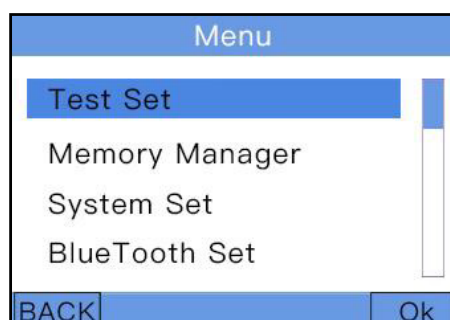 Menu
Test Set
Memory Manager
System Set
BlueTooth Set
BACK Ok